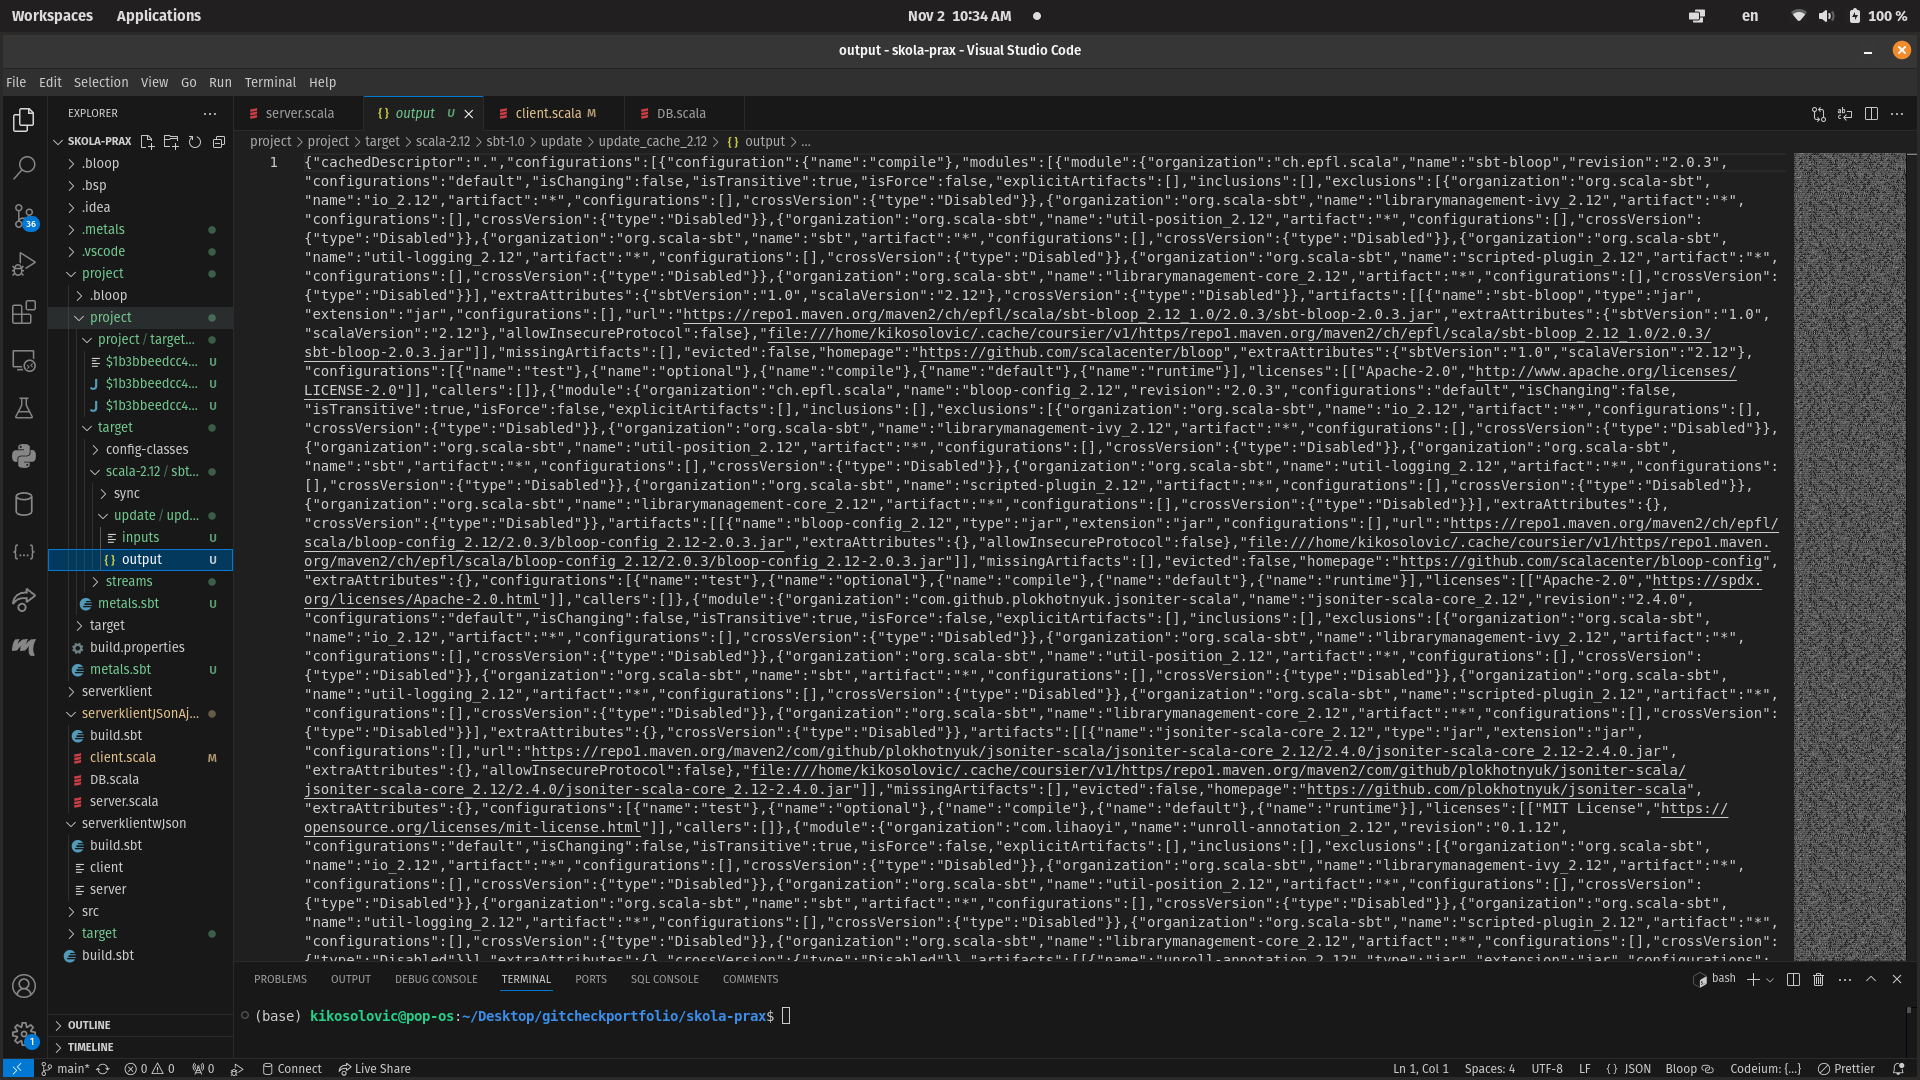 Workspaces Applications Nov 2 10:34 AM en 100 %
output - skola-prax - Visual Studio Code
File Edit Selection View Go Run Terminal Help
EXPLORER
SKOLA-PRAX
.bloop
.bsp
.idea
.metals
.vscode
project
.bloop
project
project / target...
$1b3bbeedcc4... U
$1b3bbeedcc4... U
$1b3bbeedcc4... U
target
config-classes
scala-2.12 / sbt...
sync
update / upd...
inputs U
output U
streams
metals.sbt U
target
build.properties
metals.sbt U
serverklient
serverklientJSonAj...
build.sbt
client.scala M
DB.scala
server.scala
serverklientwJson
build.sbt
client
server
src
target
build.sbt
OUTLINE
TIMELINE
36
1
server.scala output U client.scala M DB.scala
project > project > target > scala-2.12 > sbt-1.0 > update > update_cache_2.12 > {} output > ...
1 {"cachedDescriptor":".","configurations":[{"configuration":{"name":"compile"},"modules":[{"module":{"organization":"ch.epfl.scala","name":"sbt-bloop","revision":"2.0.3",
"configurations":"default","isChanging":false,"isTransitive":true,"isForce":false,"explicitArtifacts":[],"inclusions":[],"exclusions":[{"organization":"org.scala-sbt",
"name":"io_2.12","artifact":"*","configurations":[],"crossVersion":{"type":"Disabled"}},{"organization":"org.scala-sbt","name":"librarymanagement-ivy_2.12","artifact":"*",
"configurations":[],"crossVersion":{"type":"Disabled"}},{"organization":"org.scala-sbt","name":"util-position_2.12","artifact":"*","configurations":[],"crossVersion":
{"type":"Disabled"}},{"organization":"org.scala-sbt","name":"sbt","artifact":"*","configurations":[],"crossVersion":{"type":"Disabled"}},{"organization":"org.scala-sbt",
"name":"util-logging_2.12","artifact":"*","configurations":[],"crossVersion":{"type":"Disabled"}},{"organization":"org.scala-sbt","name":"scripted-plugin_2.12","artifact":"*",
"configurations":[],"crossVersion":{"type":"Disabled"}},{"organization":"org.scala-sbt","name":"librarymanagement-core_2.12","artifact":"*","configurations":[],"crossVersion":
{"type":"Disabled"}}],"extraAttributes":{"sbtVersion":"1.0","scalaVersion":"2.12"},"crossVersion":{"type":"Disabled"}},"artifacts":[[{"name":"sbt-bloop","type":"jar",
"extension":"jar","configurations":[],"url":"https://repo1.maven.org/maven2/ch/epfl/scala/sbt-bloop_2.12_1.0/2.0.3/sbt-bloop-2.0.3.jar","extraAttributes":{"sbtVersion":"1.0",
"scalaVersion":"2.12"},"allowInsecureProtocol":false},"file:///home/kikosolovic/.cache/coursier/v1/https/repo1.maven.org/maven2/ch/epfl/scala/sbt-bloop_2.12_1.0/2.0.3/
sbt-bloop-2.0.3.jar"]],"missingArtifacts":[],"evicted":false,"homepage":"https://github.com/scalacenter/bloop","extraAttributes":{"sbtVersion":"1.0","scalaVersion":"2.12"},
"configurations":[{"name":"test"},{"name":"optional"},{"name":"compile"},{"name":"default"},{"name":"runtime"}],"licenses":[["Apache-2.0","http://www.apache.org/licenses/
LICENSE-2.0"]],"callers":[]},{"module":{"organization":"ch.epfl.scala","name":"bloop-config_2.12","revision":"2.0.3","configurations":"default","isChanging":false,
"isTransitive":true,"isForce":false,"explicitArtifacts":[],"inclusions":[],"exclusions":[{"organization":"org.scala-sbt","name":"io_2.12","artifact":"*","configurations":[],
"crossVersion":{"type":"Disabled"}},{"organization":"org.scala-sbt","name":"librarymanagement-ivy_2.12","artifact":"*","configurations":[],"crossVersion":{"type":"Disabled"}},
{"organization":"org.scala-sbt","name":"util-position_2.12","artifact":"*","configurations":[],"crossVersion":{"type":"Disabled"}},{"organization":"org.scala-sbt",
"name":"sbt","artifact":"*","configurations":[],"crossVersion":{"type":"Disabled"}},{"organization":"org.scala-sbt","name":"util-logging_2.12","artifact":"*","configurations":
[],"crossVersion":{"type":"Disabled"}},{"organization":"org.scala-sbt","name":"scripted-plugin_2.12","artifact":"*","configurations":[],"crossVersion":{"type":"Disabled"}},
{"organization":"org.scala-sbt","name":"librarymanagement-core_2.12","artifact":"*","configurations":[],"crossVersion":{"type":"Disabled"}}],"extraAttributes":{},
"crossVersion":{"type":"Disabled"}},"artifacts":[[{"name":"bloop-config_2.12","type":"jar","extension":"jar","configurations":[],"url":"https://repo1.maven.org/maven2/ch/epfl/
scala/bloop-config_2.12/2.0.3/bloop-config_2.12-2.0.3.jar","extraAttributes":{},"allowInsecureProtocol":false},"file:///home/kikosolovic/.cache/coursier/v1/https/repo1.maven.
org/maven2/ch/epfl/scala/bloop-config_2.12/2.0.3/bloop-config_2.12-2.0.3.jar"]],"missingArtifacts":[],"evicted":false,"homepage":"https://github.com/scalacenter/bloop-config",
"extraAttributes":{},"configurations":[{"name":"test"},{"name":"optional"},{"name":"compile"},{"name":"default"},{"name":"runtime"}],"licenses":[["Apache-2.0","https://spdx.
org/licenses/Apache-2.0.html"]],"callers":[]},{"module":{"organization":"com.github.plokhotnyuk.jsoniter-scala","name":"jsoniter-scala-core_2.12","revision":"2.4.0",
"configurations":"default","isChanging":false,"isTransitive":true,"isForce":false,"explicitArtifacts":[],"inclusions":[],"exclusions":[{"organization":"org.scala-sbt",
"name":"io_2.12","artifact":"*","configurations":[],"crossVersion":{"type":"Disabled"}},{"organization":"org.scala-sbt","name":"librarymanagement-ivy_2.12","artifact":"*",
"configurations":[],"crossVersion":{"type":"Disabled"}},{"organization":"org.scala-sbt","name":"util-position_2.12","artifact":"*","configurations":[],"crossVersion":
{"type":"Disabled"}},{"organization":"org.scala-sbt","name":"sbt","artifact":"*","configurations":[],"crossVersion":{"type":"Disabled"}},{"organization":"org.scala-sbt",
"name":"util-logging_2.12","artifact":"*","configurations":[],"crossVersion":{"type":"Disabled"}},{"organization":"org.scala-sbt","name":"scripted-plugin_2.12","artifact":"*",
"configurations":[],"crossVersion":{"type":"Disabled"}},{"organization":"org.scala-sbt","name":"librarymanagement-core_2.12","artifact":"*","configurations":[],"crossVersion":
{"type":"Disabled"}}],"extraAttributes":{},"crossVersion":{"type":"Disabled"}},"artifacts":[[{"name":"jsoniter-scala-core_2.12","type":"jar","extension":"jar",
"configurations":[],"url":"https://repo1.maven.org/maven2/com/github/plokhotnyuk/jsoniter-scala/jsoniter-scala-core_2.12/2.4.0/jsoniter-scala-core_2.12-2.4.0.jar",
"extraAttributes":{},"allowInsecureProtocol":false},"file:///home/kikosolovic/.cache/coursier/v1/https/repo1.maven.org/maven2/com/github/plokhotnyuk/jsoniter-scala/
jsoniter-scala-core_2.12/2.4.0/jsoniter-scala-core_2.12-2.4.0.jar"]],"missingArtifacts":[],"evicted":false,"homepage":"https://github.com/plokhotnyuk/jsoniter-scala",
"extraAttributes":{},"configurations":[{"name":"test"},{"name":"optional"},{"name":"compile"},{"name":"default"},{"name":"runtime"}],"licenses":[["MIT License","https://
opensource.org/licenses/mit-license.html"]],"callers":[]},{"module":{"organization":"com.lihaoyi","name":"unroll-annotation_2.12","revision":"0.1.12",
"configurations":"default","isChanging":false,"isTransitive":true,"isForce":false,"explicitArtifacts":[],"inclusions":[],"exclusions":[{"organization":"org.scala-sbt",
"name":"io_2.12","artifact":"*","configurations":[],"crossVersion":{"type":"Disabled"}},{"organization":"org.scala-sbt","name":"librarymanagement-ivy_2.12","artifact":"*",
"configurations":[],"crossVersion":{"type":"Disabled"}},{"organization":"org.scala-sbt","name":"util-position_2.12","artifact":"*","configurations":[],"crossVersion":
{"type":"Disabled"}},{"organization":"org.scala-sbt","name":"sbt","artifact":"*","configurations":[],"crossVersion":{"type":"Disabled"}},{"organization":"org.scala-sbt",
"name":"util-logging_2.12","artifact":"*","configurations":[],"crossVersion":{"type":"Disabled"}},{"organization":"org.scala-sbt","name":"scripted-plugin_2.12","artifact":"*",
"configurations":[],"crossVersion":{"type":"Disabled"}},{"organization":"org.scala-sbt","name":"librarymanagement-core_2.12","artifact":"*","configurations":[],"crossVersion":
{"type":"Disabled"}}],"extraAttributes":{},"crossVersion":{"type":"Disabled"}},"artifacts":[[{"name":"unroll-annotation_2.12","type":"jar","extension":"jar","configurations":
PROBLEMS OUTPUT DEBUG CONSOLE TERMINAL PORTS SQL CONSOLE COMMENTS bash
(base) kikosolovic@pop-os:~/Desktop/gitcheckportfolio/skola-prax$
main* 0 0 0 Connect Live Share Ln 1, Col 1 Spaces: 4 UTF-8 LF {} JSON Bloop Codeium: {...} Prettier